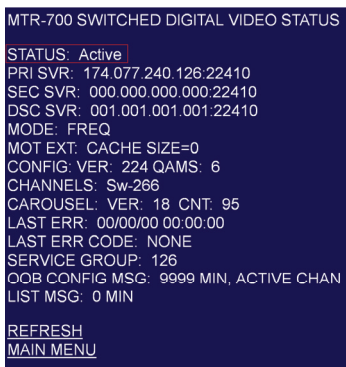 MTR-700 SWITCHED DIGITAL VIDEO STATUS
STATUS: Active
PRI SVR: 174.077.240.126:22410
SEC SVR: 000.000.000.000:22410
DSC SVR: 001.001.001.001:22410
MODE: FREQ
MOT EXT: CACHE SIZE=0
CONFIG: VER: 224 QAMS: 6
CHANNELS: Sw-266
CAROUSEL: VER: 18 CNT: 95
LAST ERR: 00/00/00 00:00:00
LAST ERR CODE: NONE
SERVICE GROUP: 126
OOB CONFIG MSG: 9999 MIN, ACTIVE CHAN
LIST MSG: 0 MIN
REFRESH
MAIN MENU